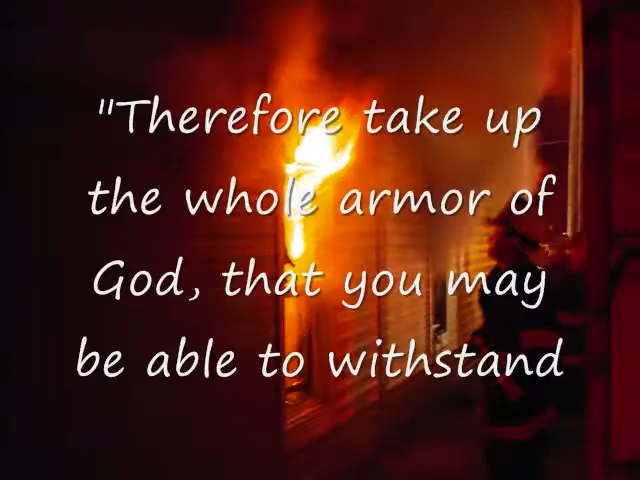 "Therefore take up
the whole armor of
God, that you may
be able to withstand